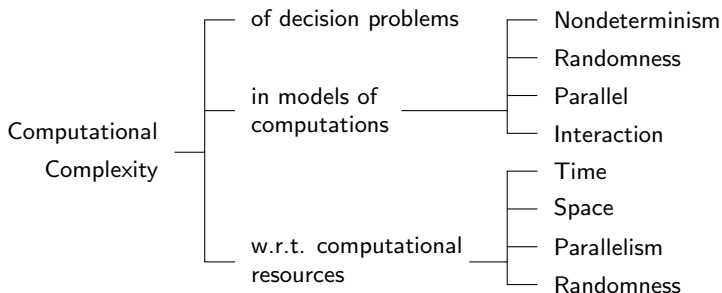 Computational
Complexity
of decision problems
in models of
computations
Nondeterminism
Randomness
Parallel
Interaction
w.r.t. computational
resources
Time
Space
Parallelism
Randomness